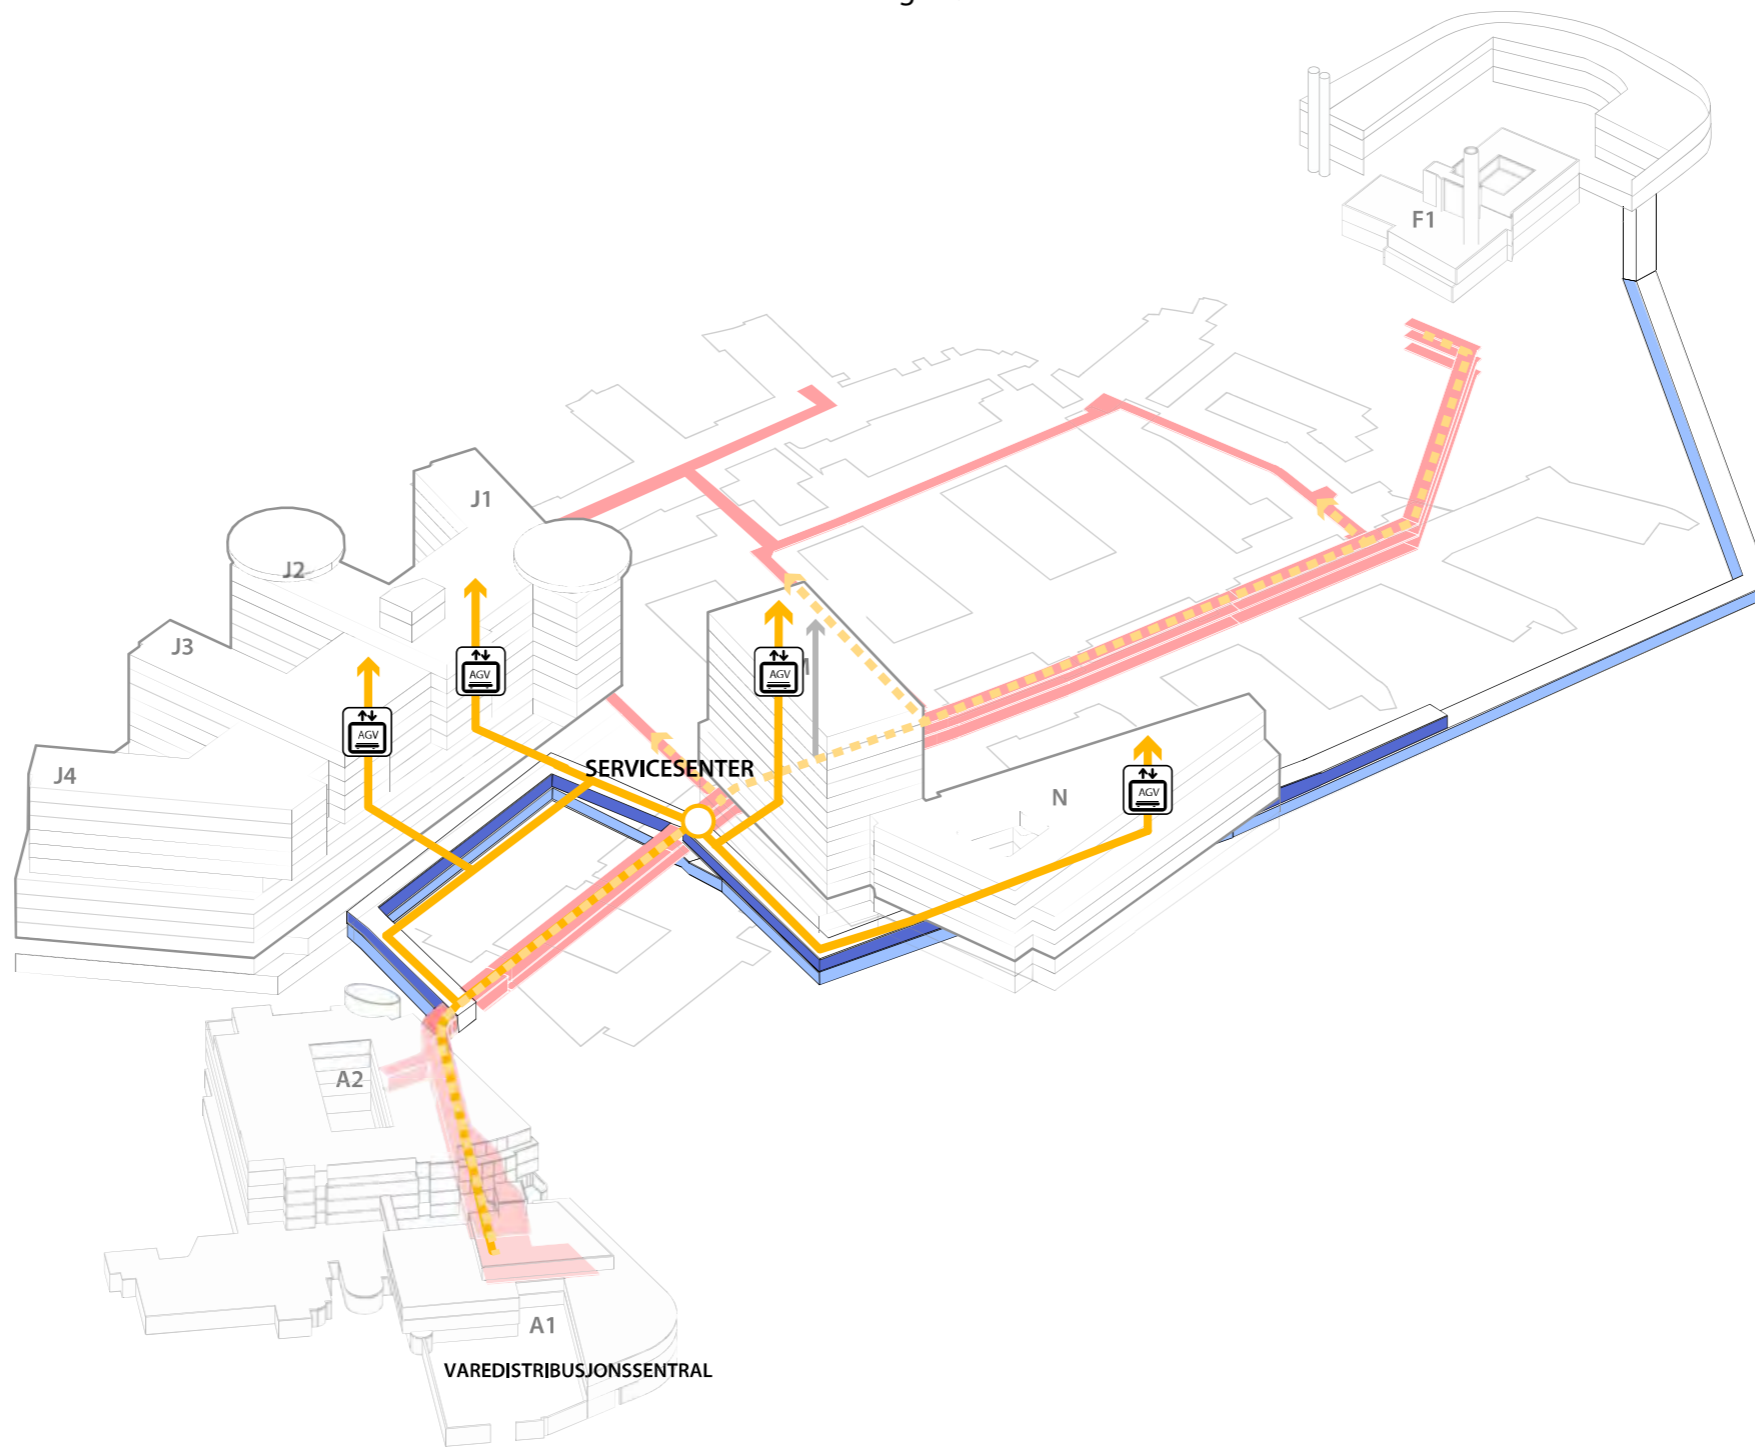 g
F1
J1
J2
J3
AGV
AGV
M
AGV
J4
SERVICESENTER
N
AGV
A2
A1
VAREDISTRIBUSJONSSENTRAL